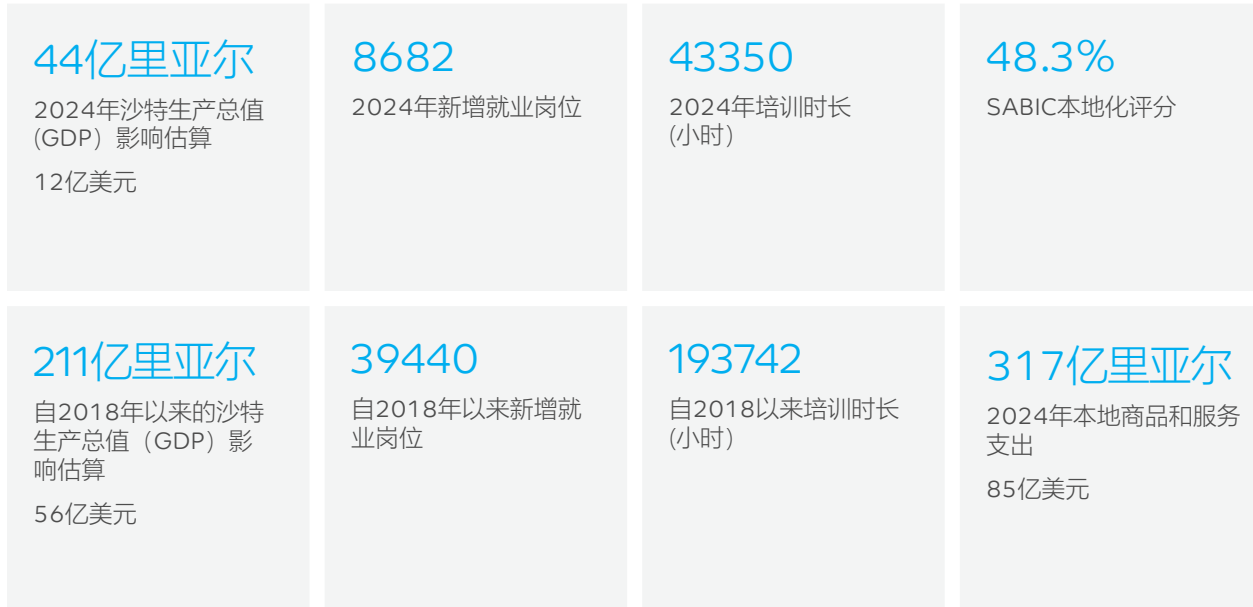 44亿里亚尔
2024年沙特生产总值
(GDP）影响估算
12亿美元
8682
2024年新增就业岗位
43350
2024年培训时长
(小时）
48.3%
SABIC本地化评分
211亿里亚尔
自2018年以来的沙特
生产总值（GDP）影
响估算
56亿美元
39440
自2018年以来新增就
业岗位
193742
自2018以来培训时长
(小时）
317亿里亚尔
2024年本地商品和服务
支出
85亿美元